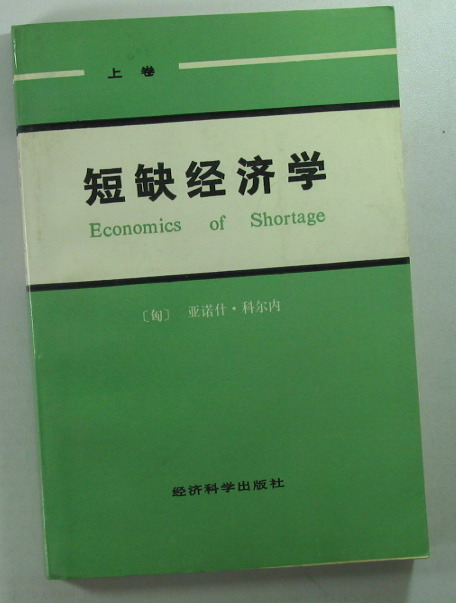 上 卷
短缺经济学
Economics of Shortage
〔匈〕 亚诺什·科尔内
经济科学出版社